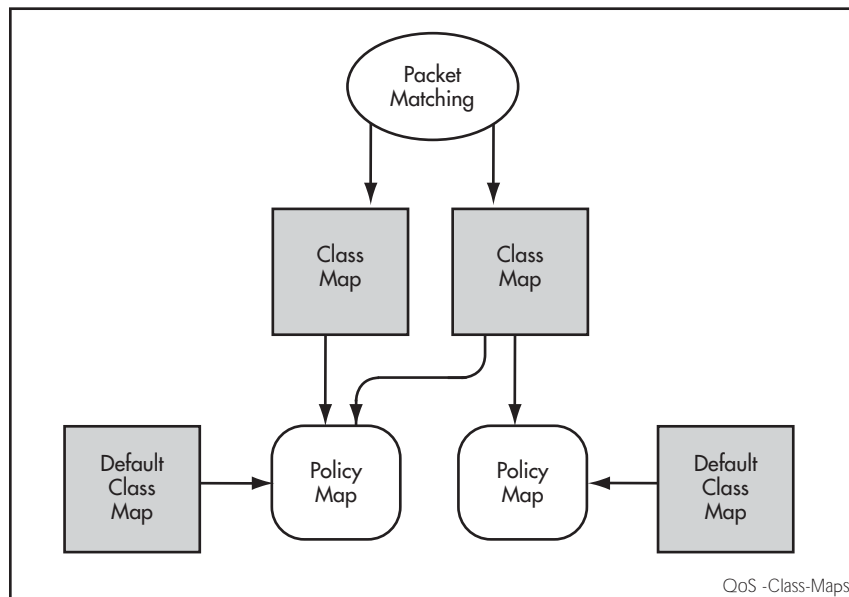 Packet
Matching
Class
Map
Class
Map
Default
Class
Map
Policy
Map
Policy
Map
Default
Class
Map
QoS -Class-Maps